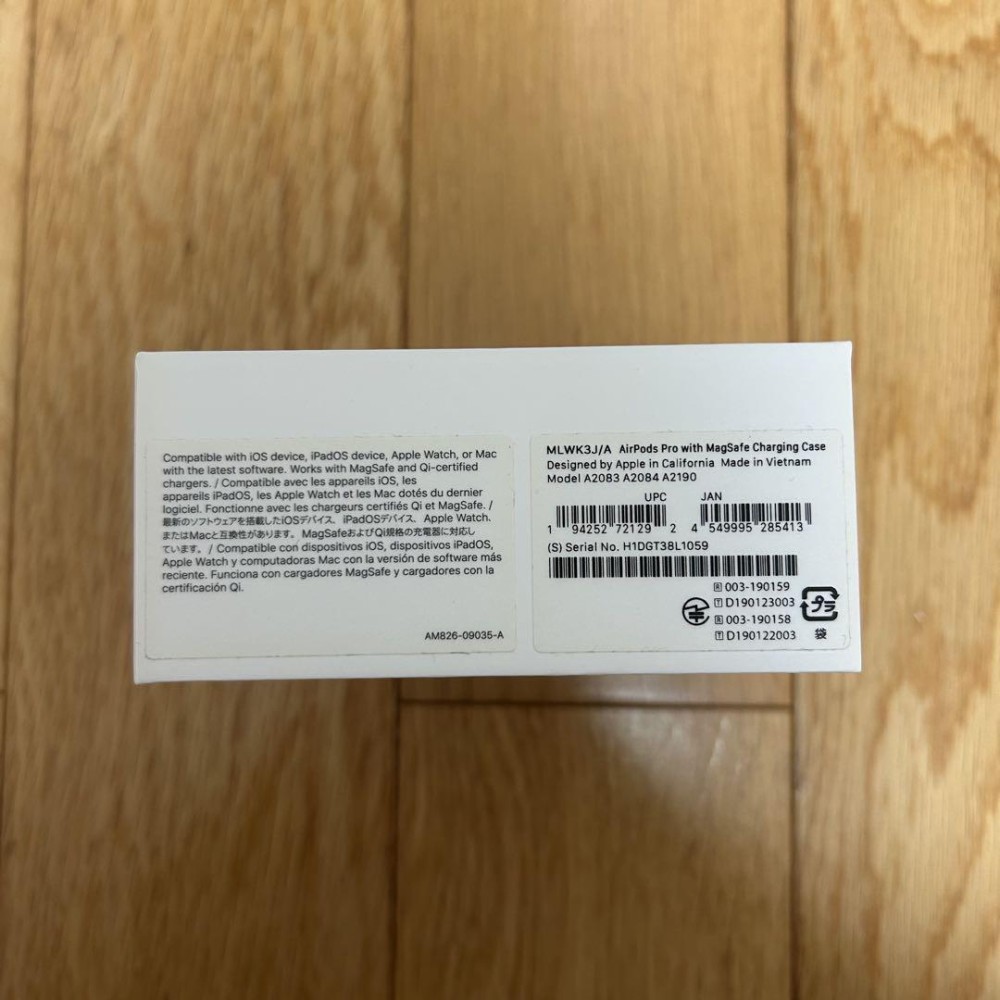 Compatible with iOS device, iPadOS device, Apple Watch, or Mac
with the latest software. Works with MagSafe and Qi-certified
chargers. / Compatible avec les appareils iOS, les
appareils iPadOS, les Apple Watch et les Mac dotés du dernier
logiciel. Fonctionne avec les chargeurs certifiés Qi et MagSafe. /
最新のソフトウェアを搭載したiOSデバイス、iPadOSデバイス、Apple Watch、
またはMacと互換性があります。MagSafeおよびQi規格の充電器に対応し
ています。/ Compatible con dispositivos iOS, dispositivos iPadOS,
Apple Watch y computadoras Mac con la versión de software más
reciente. Funciona con cargadores MagSafe y cargadores con la
certificación Qi.
AM826-09035-A
MLWK3J/A AirPods Pro with MagSafe Charging Case
Designed by Apple in California Made in Vietnam
Model A2083 A2084 A2190
UPC JAN
1 94252 72129 2 4 549995 285413
(S) Serial No. H1DGT38L1059
R 003-190159
T D190123003
R 003-190158
T D190122003
プラ
袋